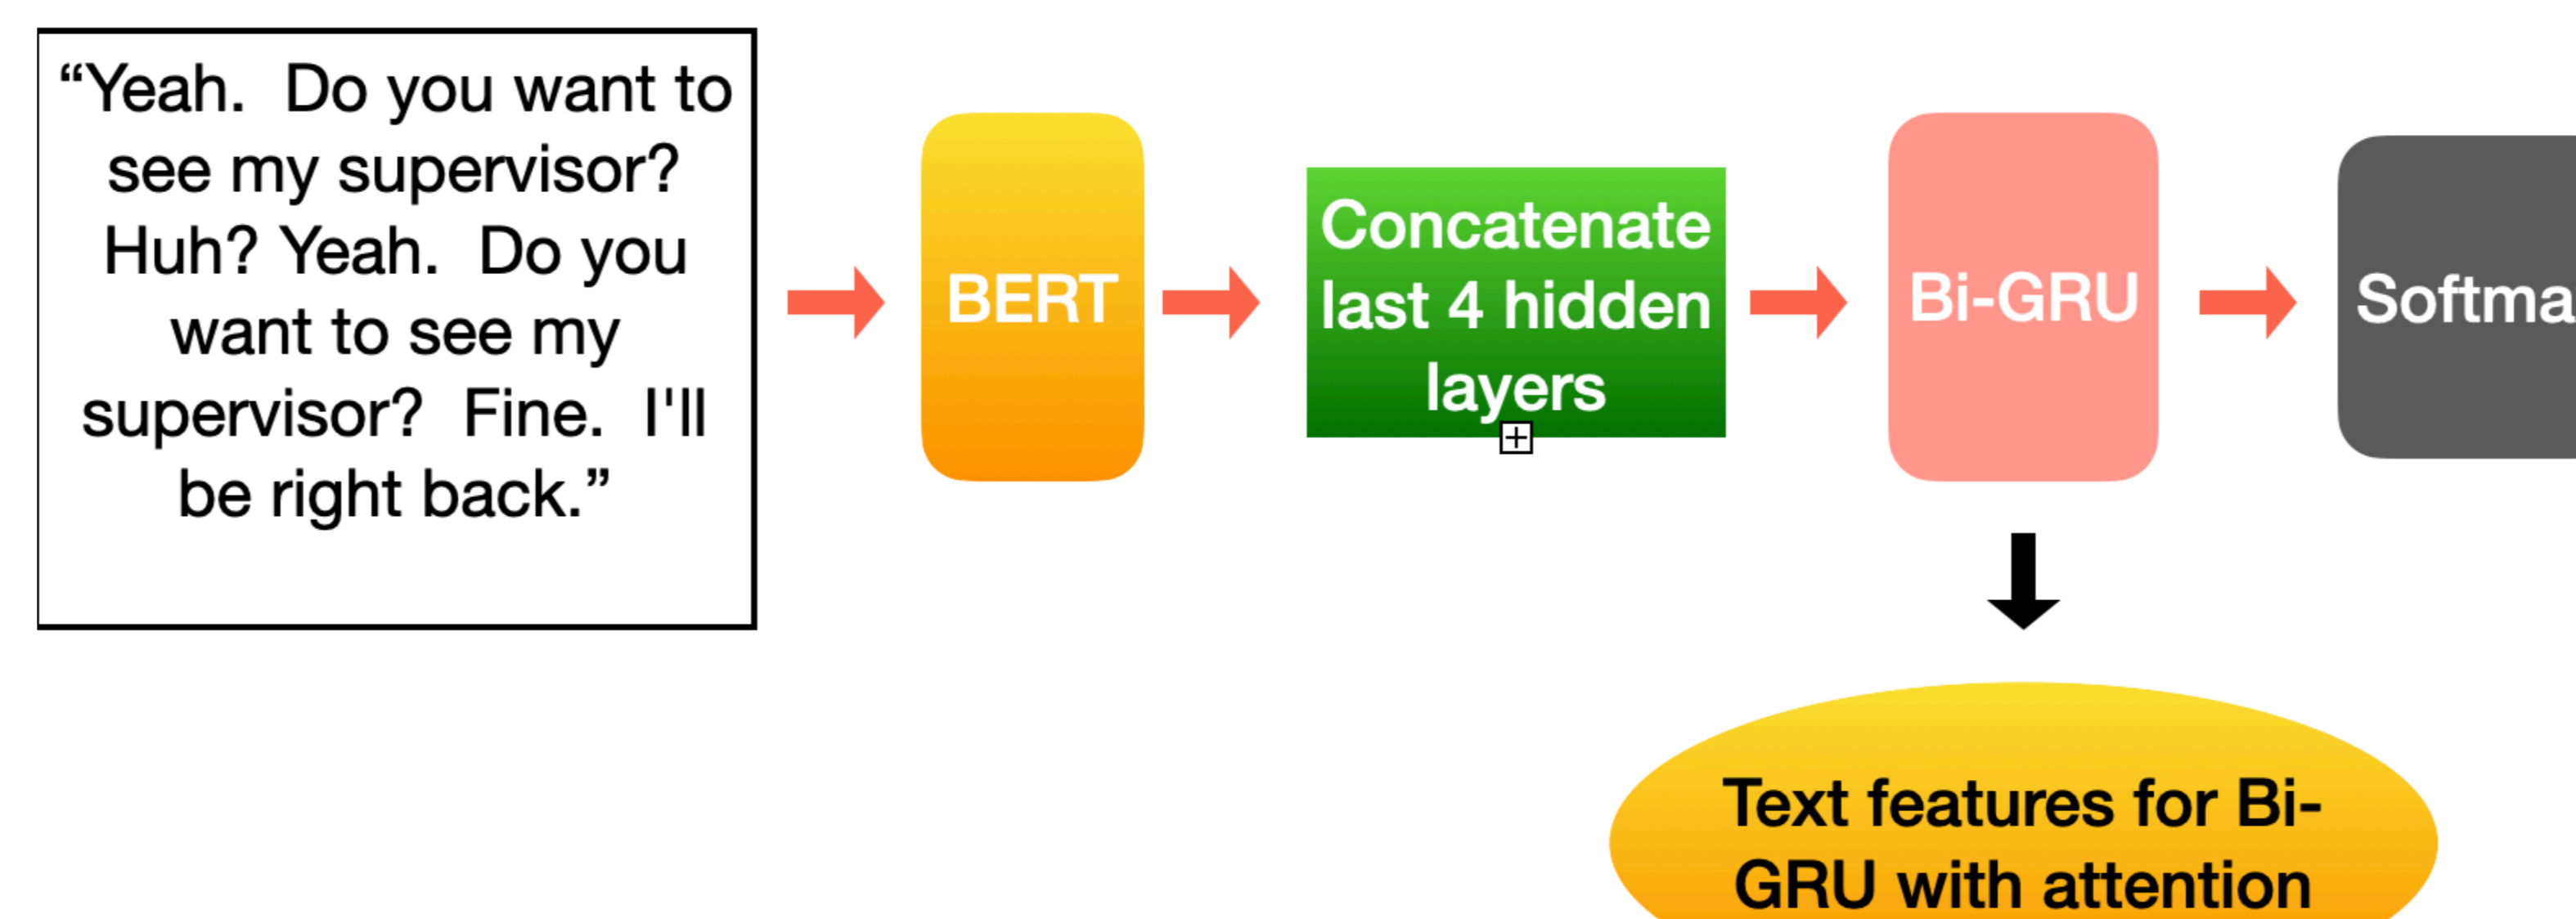 “Yeah.  Do you want to
see my supervisor?
Huh? Yeah.  Do you
want to see my
supervisor?  Fine.  I'll
be right back.”
BERT
Concatenate
last 4 hidden
layers
Bi-GRU
Softma
Text features for Bi-
GRU with attention